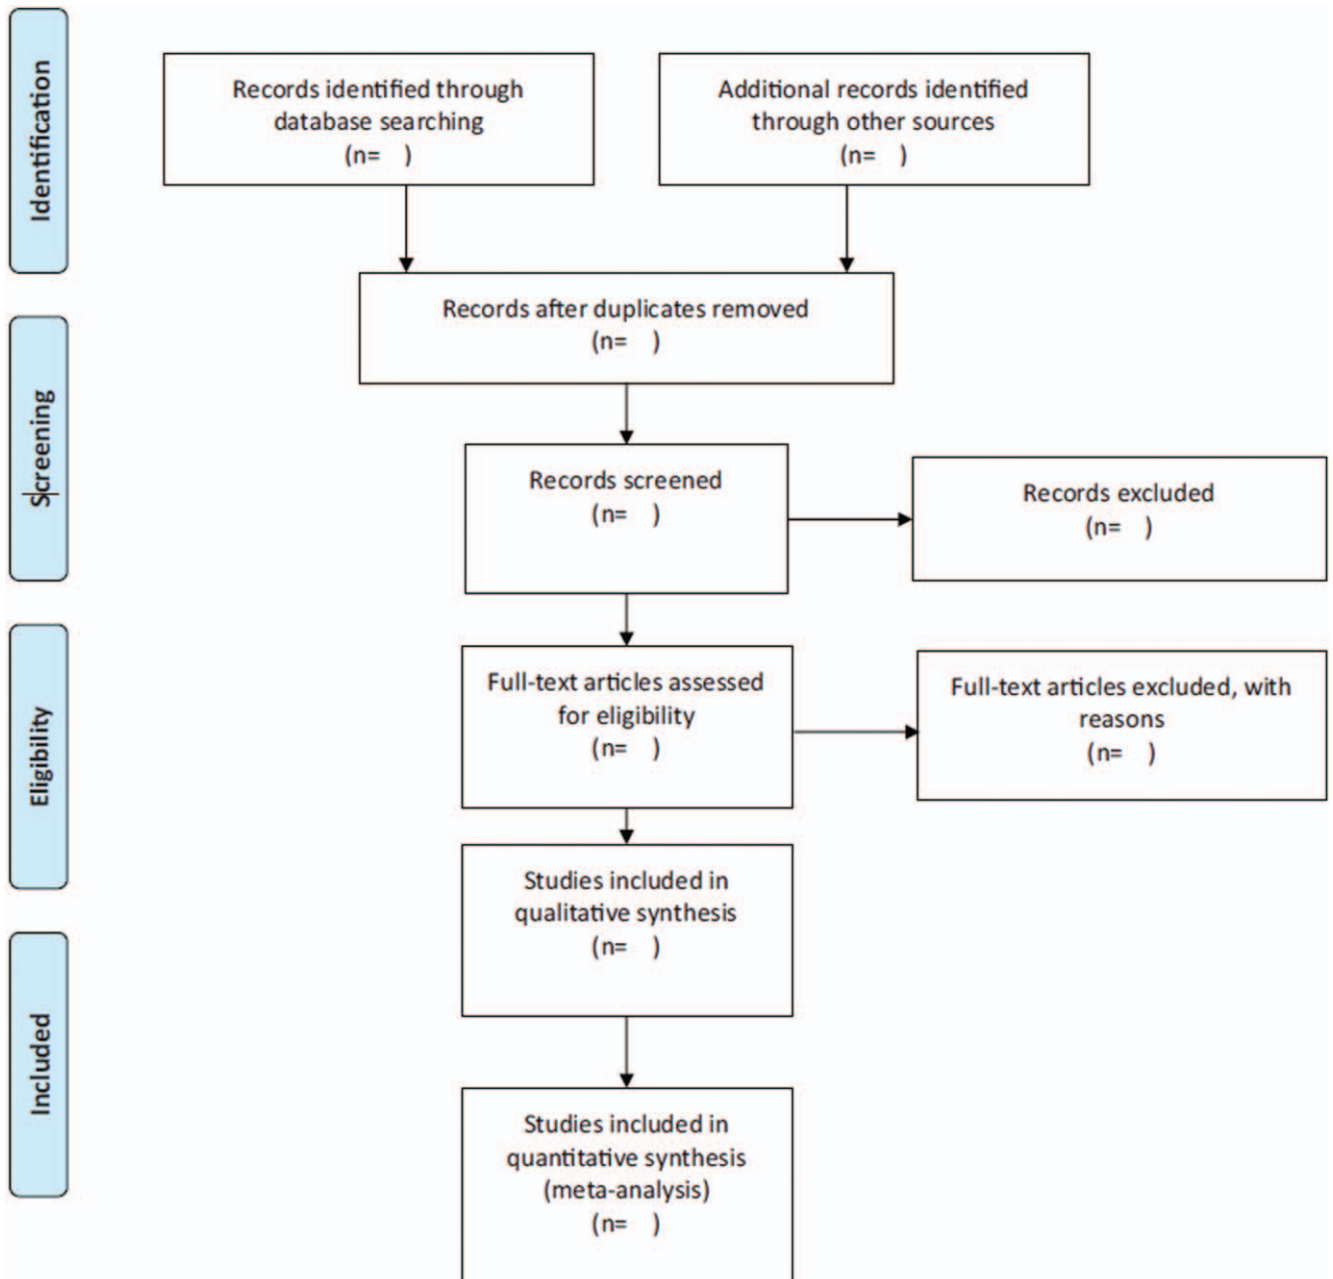 Identification
Records identified through
database searching
(n=   )
Additional records identified
through other sources
(n=   )
Records after duplicates removed
(n=   )
Screening
Records screened
(n=   )
Records excluded
(n=   )
Eligibility
Full-text articles assessed
for eligibility
(n=   )
Full-text articles excluded, with
reasons
(n=   )
Studies included in
qualitative synthesis
(n=   )
Included
Studies included in
quantitative synthesis
(meta-analysis)
(n=   )